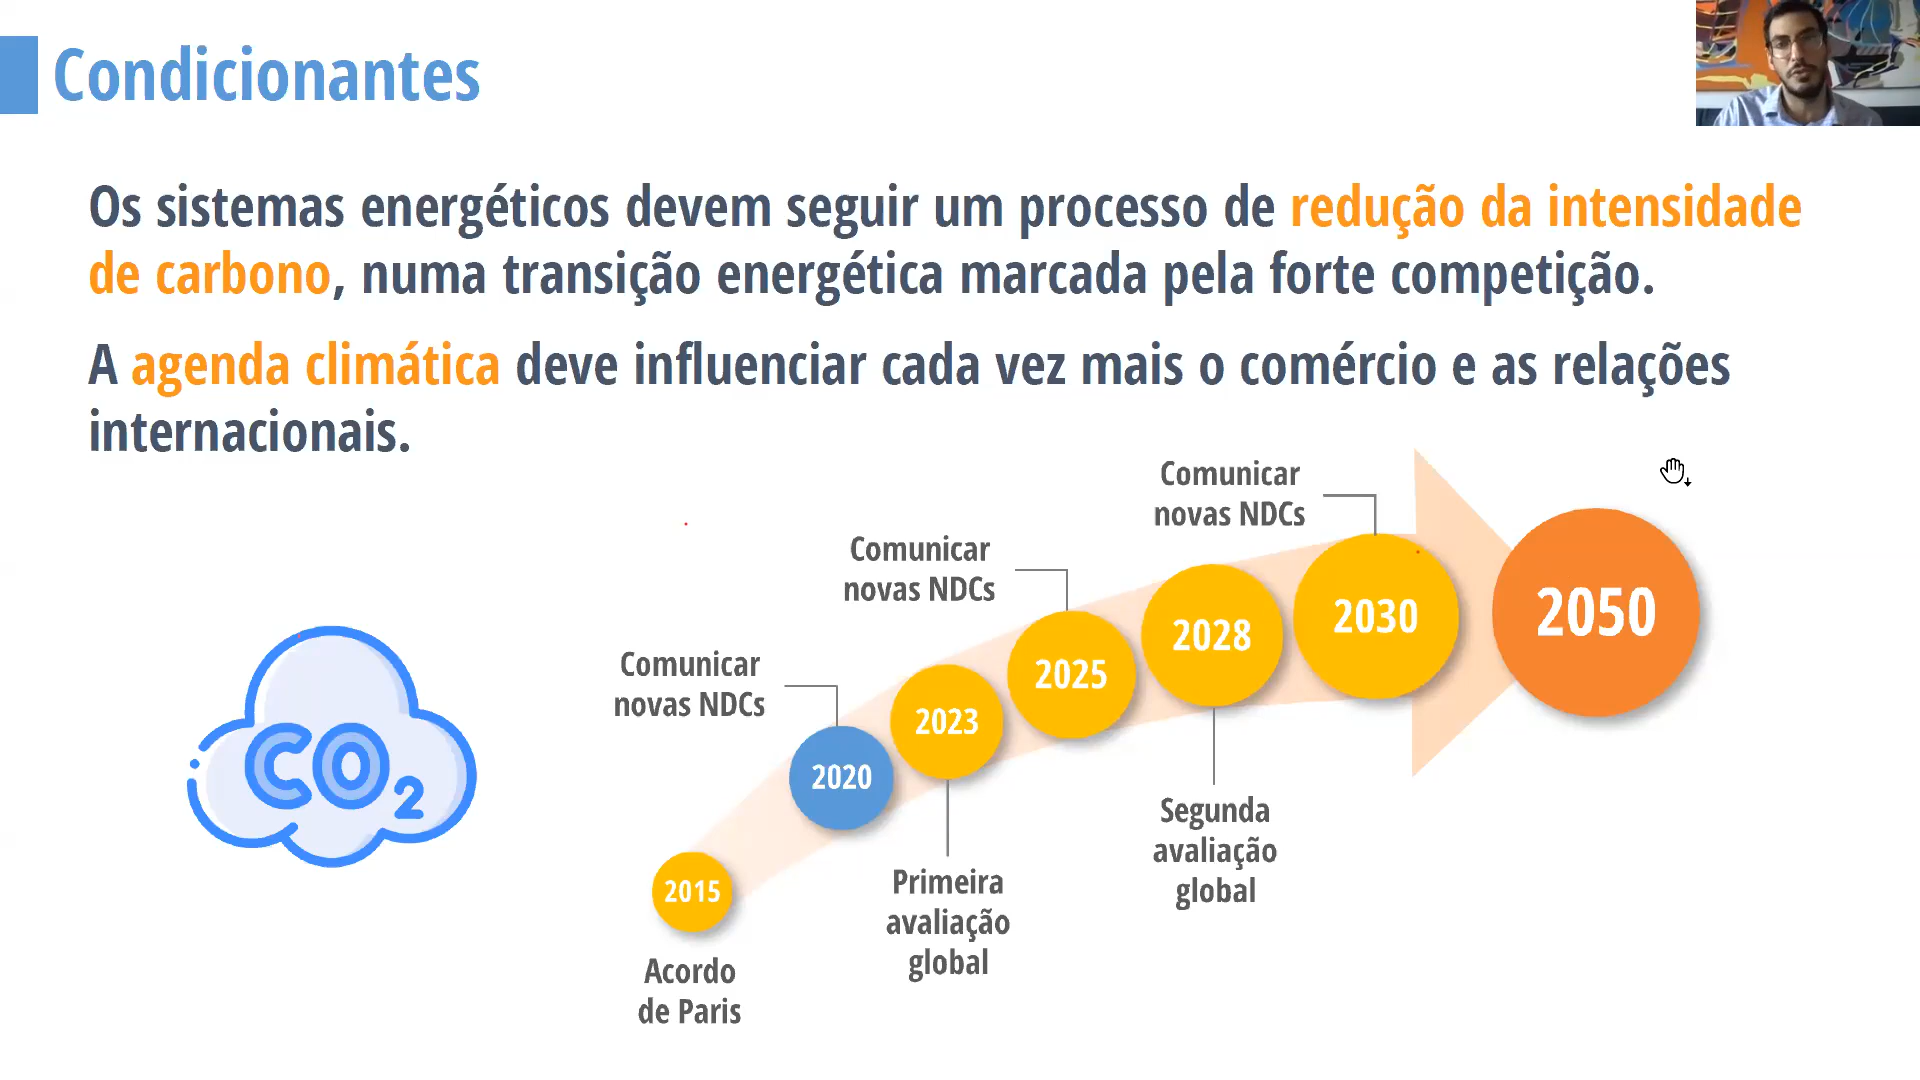 Condicionantes
Os sistemas energéticos devem seguir um processo de redução da intensidade
de carbono, numa transição energética marcada pela forte competição.
A agenda climática deve influenciar cada vez mais o comércio e as relações
internacionais.
Comunicar
novas NDCs
Comunicar
novas NDCs
Comunicar
novas NDCs
2015
2020
2023
2025
2028
2030
2050
CO2
Acordo
de Paris
Primeira
avaliação
global
Segunda
avaliação
global